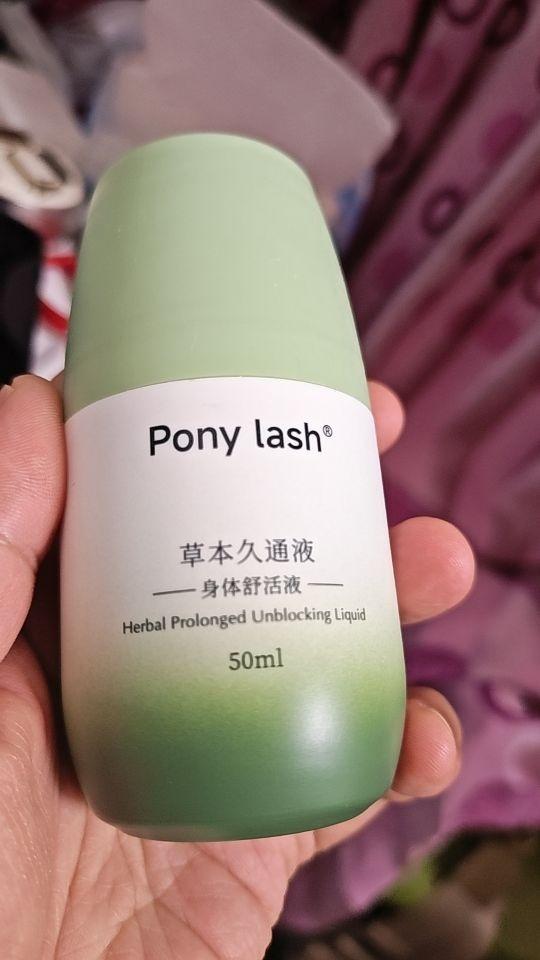 Pony lash®
草本久通液
身体舒活液
Herbal Prolonged Unblocking Liquid
50ml